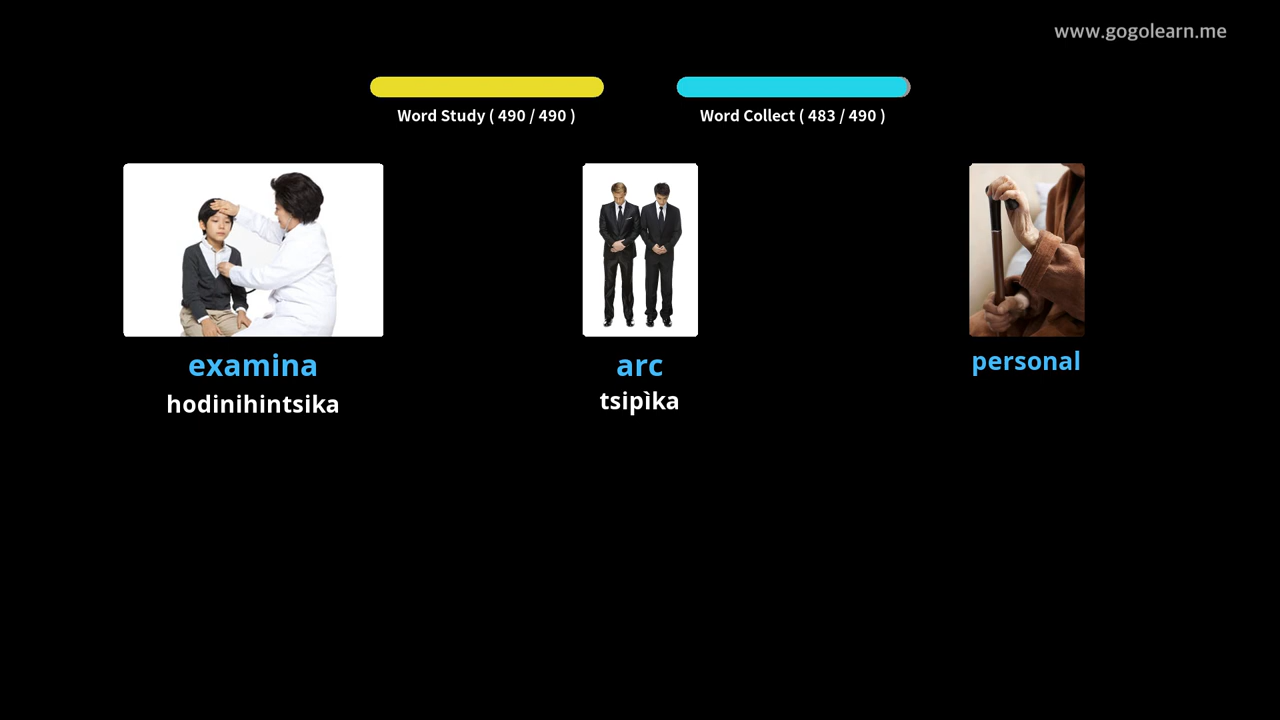 www.gogolearn.me
Word Study ( 490 / 490 )
Word Collect ( 483 / 490 )
examina
hodinihintsika
arc
tsipìka
personal